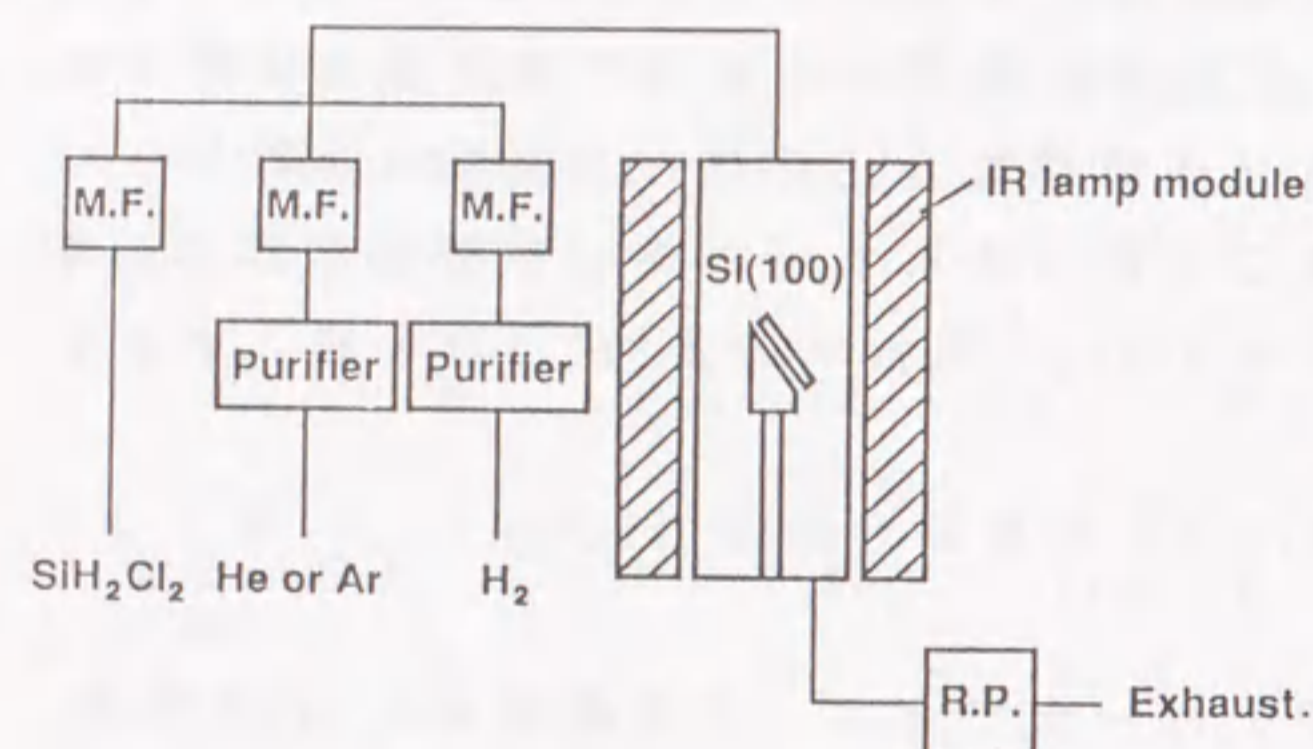 M.F.
M.F.
M.F.
IR lamp module
Si(100)
Purifier
Purifier
SiH₂Cl₂
He or Ar
H₂
R.P.
Exhaust.